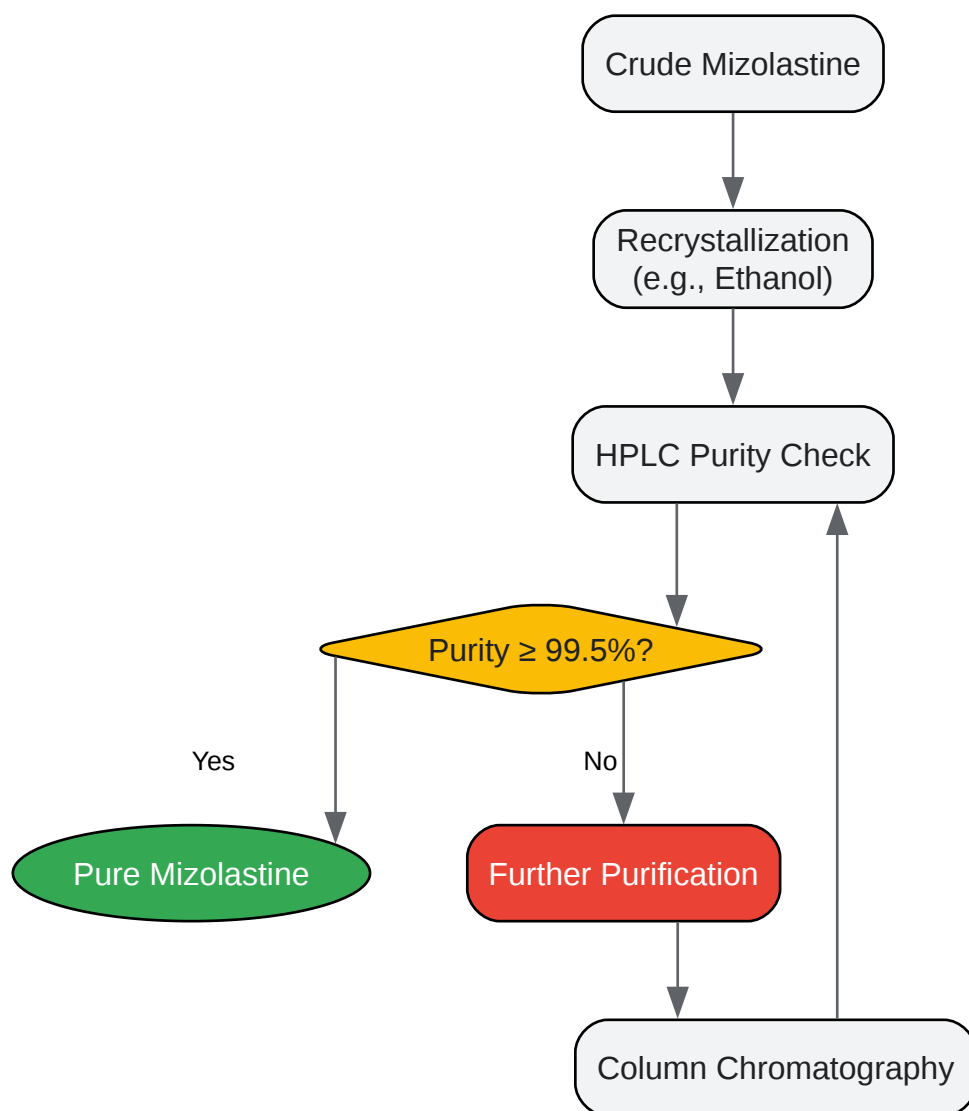 Crude Mizolastine
Recrystallization
(e.g., Ethanol)
HPLC Purity Check
Purity ≥ 99.5%?
Yes
No
Pure Mizolastine
Further Purification
Column Chromatography